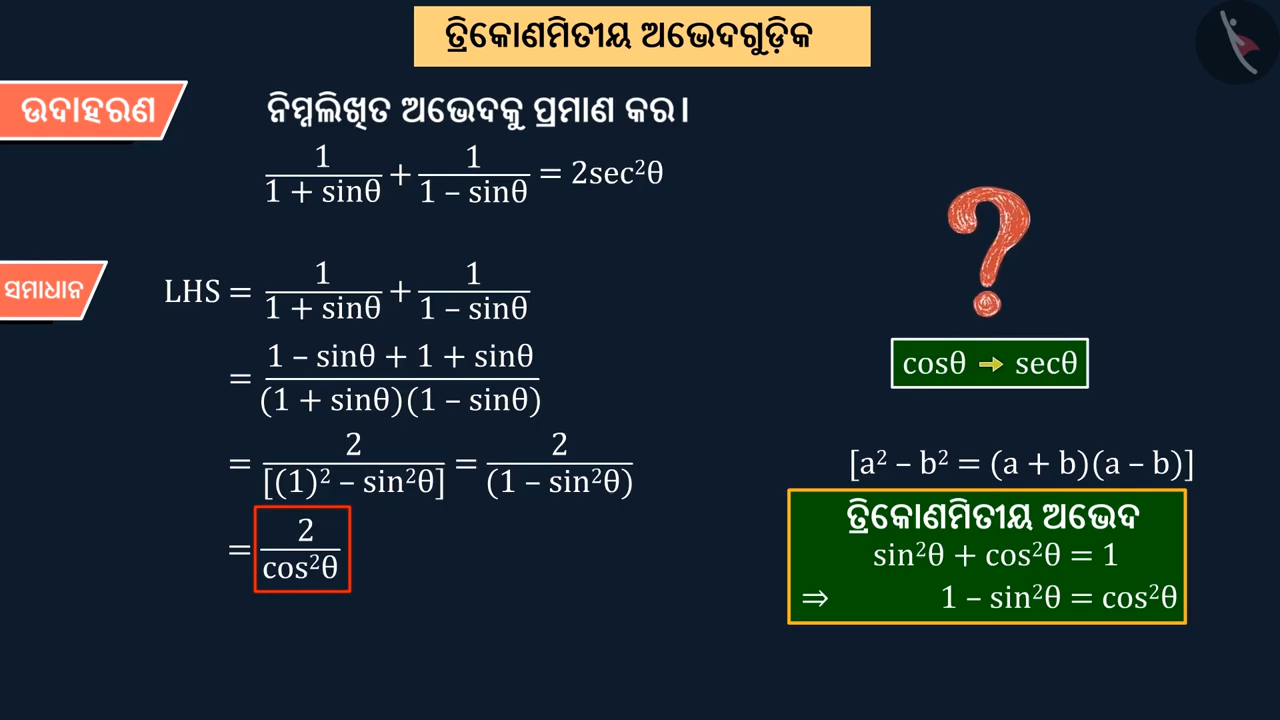 ତ୍ରିକୋଣମିତୀୟ ଅଭେଦଗୁଡ଼ିକ
ଉଦାହରଣ
ନିମ୍ନଲିଖିତ ଅଭେଦକୁ ପ୍ରମାଣ କର।
1/(1 + sinθ) + 1/(1 – sinθ) = 2sec²θ
ସମାଧାନ
LHS = 1/(1 + sinθ) + 1/(1 – sinθ)
= (1 – sinθ + 1 + sinθ)/((1 + sinθ)(1 – sinθ))
= 2/[(1)² – sin²θ] = 2/(1 – sin²θ)
= 2/cos²θ
?
cosθ → secθ
[a² – b² = (a + b)(a – b)]
ତ୍ରିକୋଣମିତୀୟ ଅଭେଦ
sin²θ + cos²θ = 1
⇒ 1 – sin²θ = cos²θ